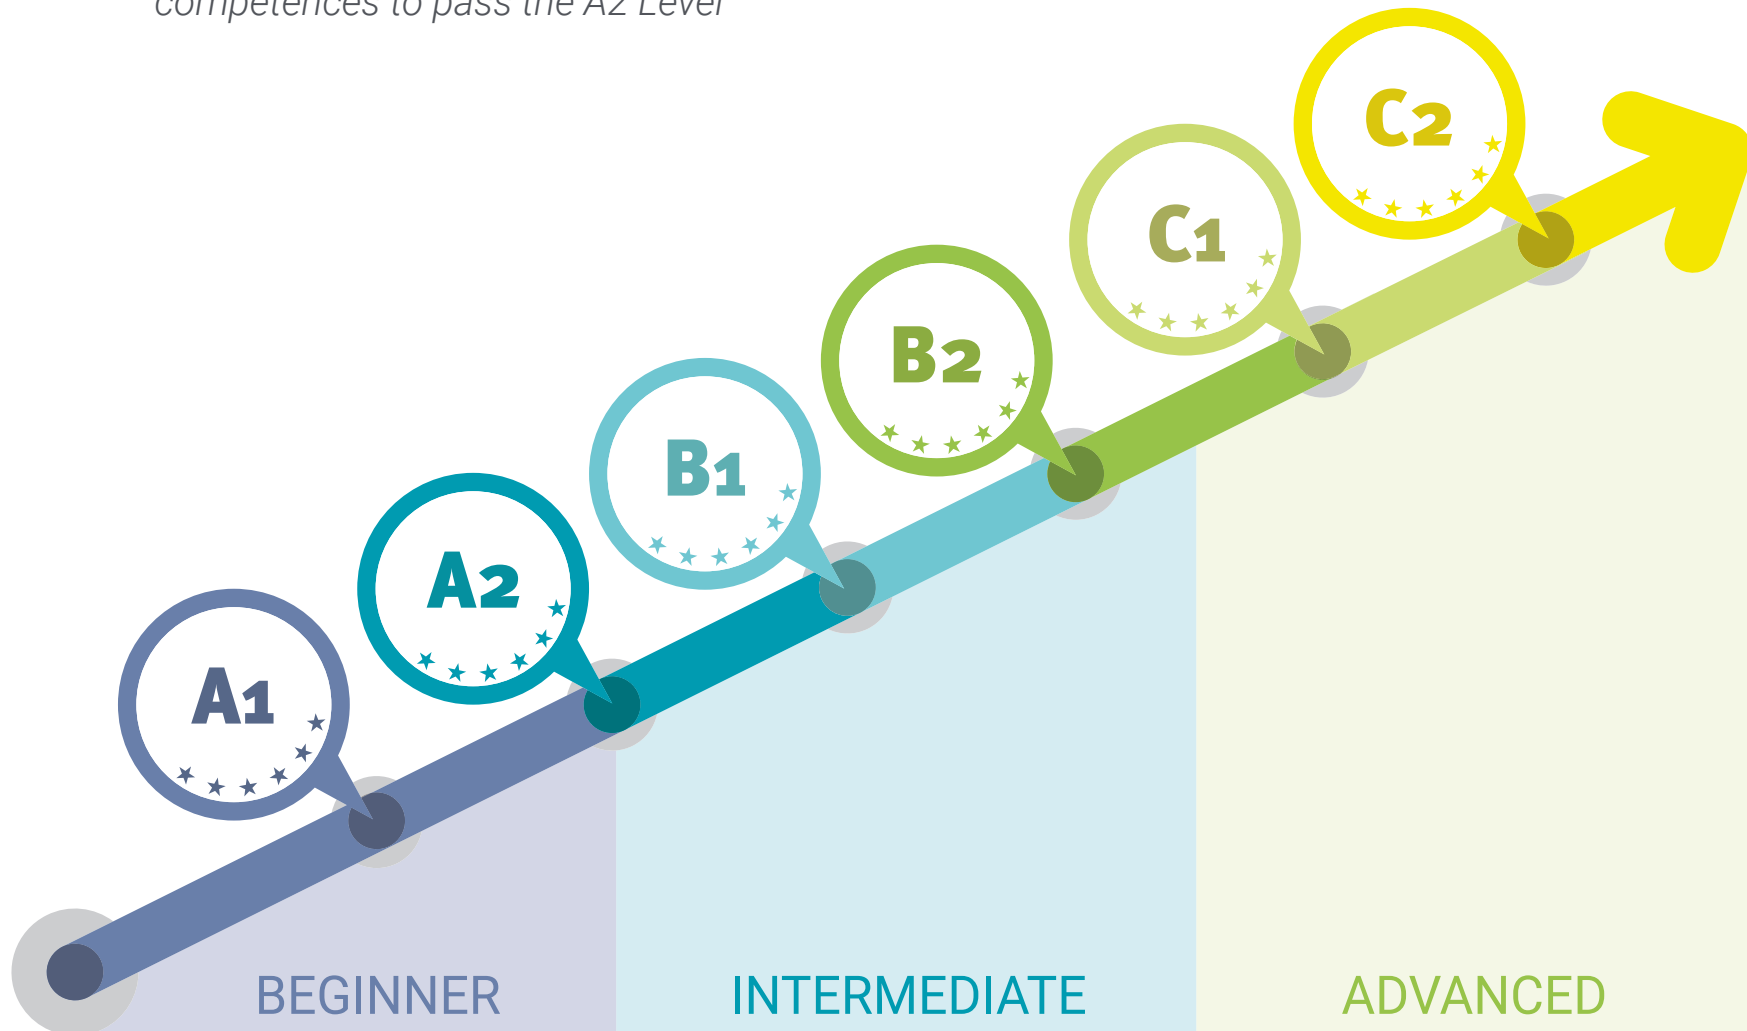 competences to pass the A2 Level
C2
C1
B2
B1
A2
A1
BEGINNER
INTERMEDIATE
ADVANCED